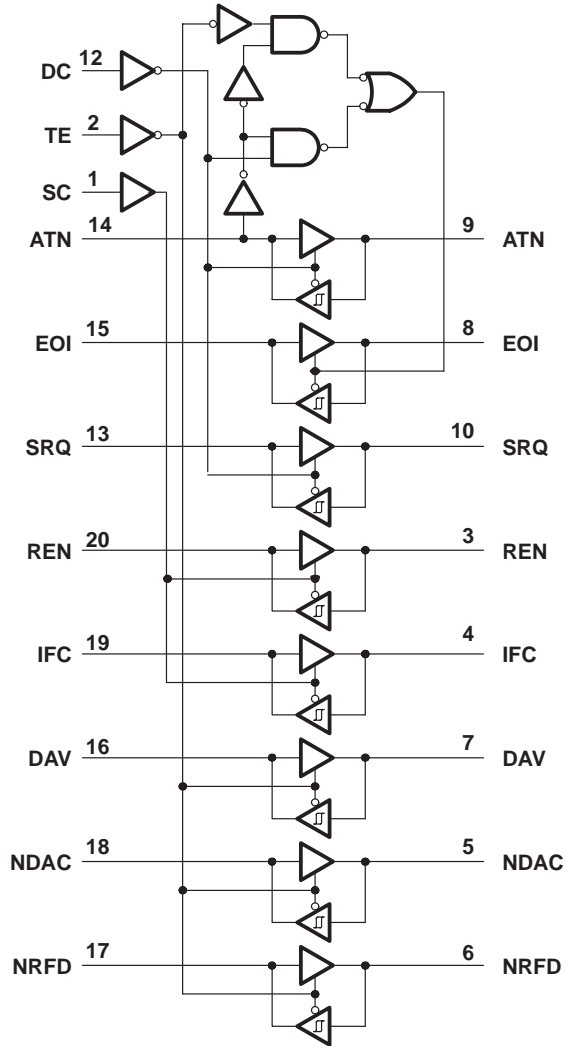 DC 12
TE 2
SC 1
ATN 14 9 ATN
EOI 15 8 EOI
SRQ 13 10 SRQ
REN 20 3 REN
IFC 19 4 IFC
DAV 16 7 DAV
NDAC 18 5 NDAC
NRFD 17 6 NRFD